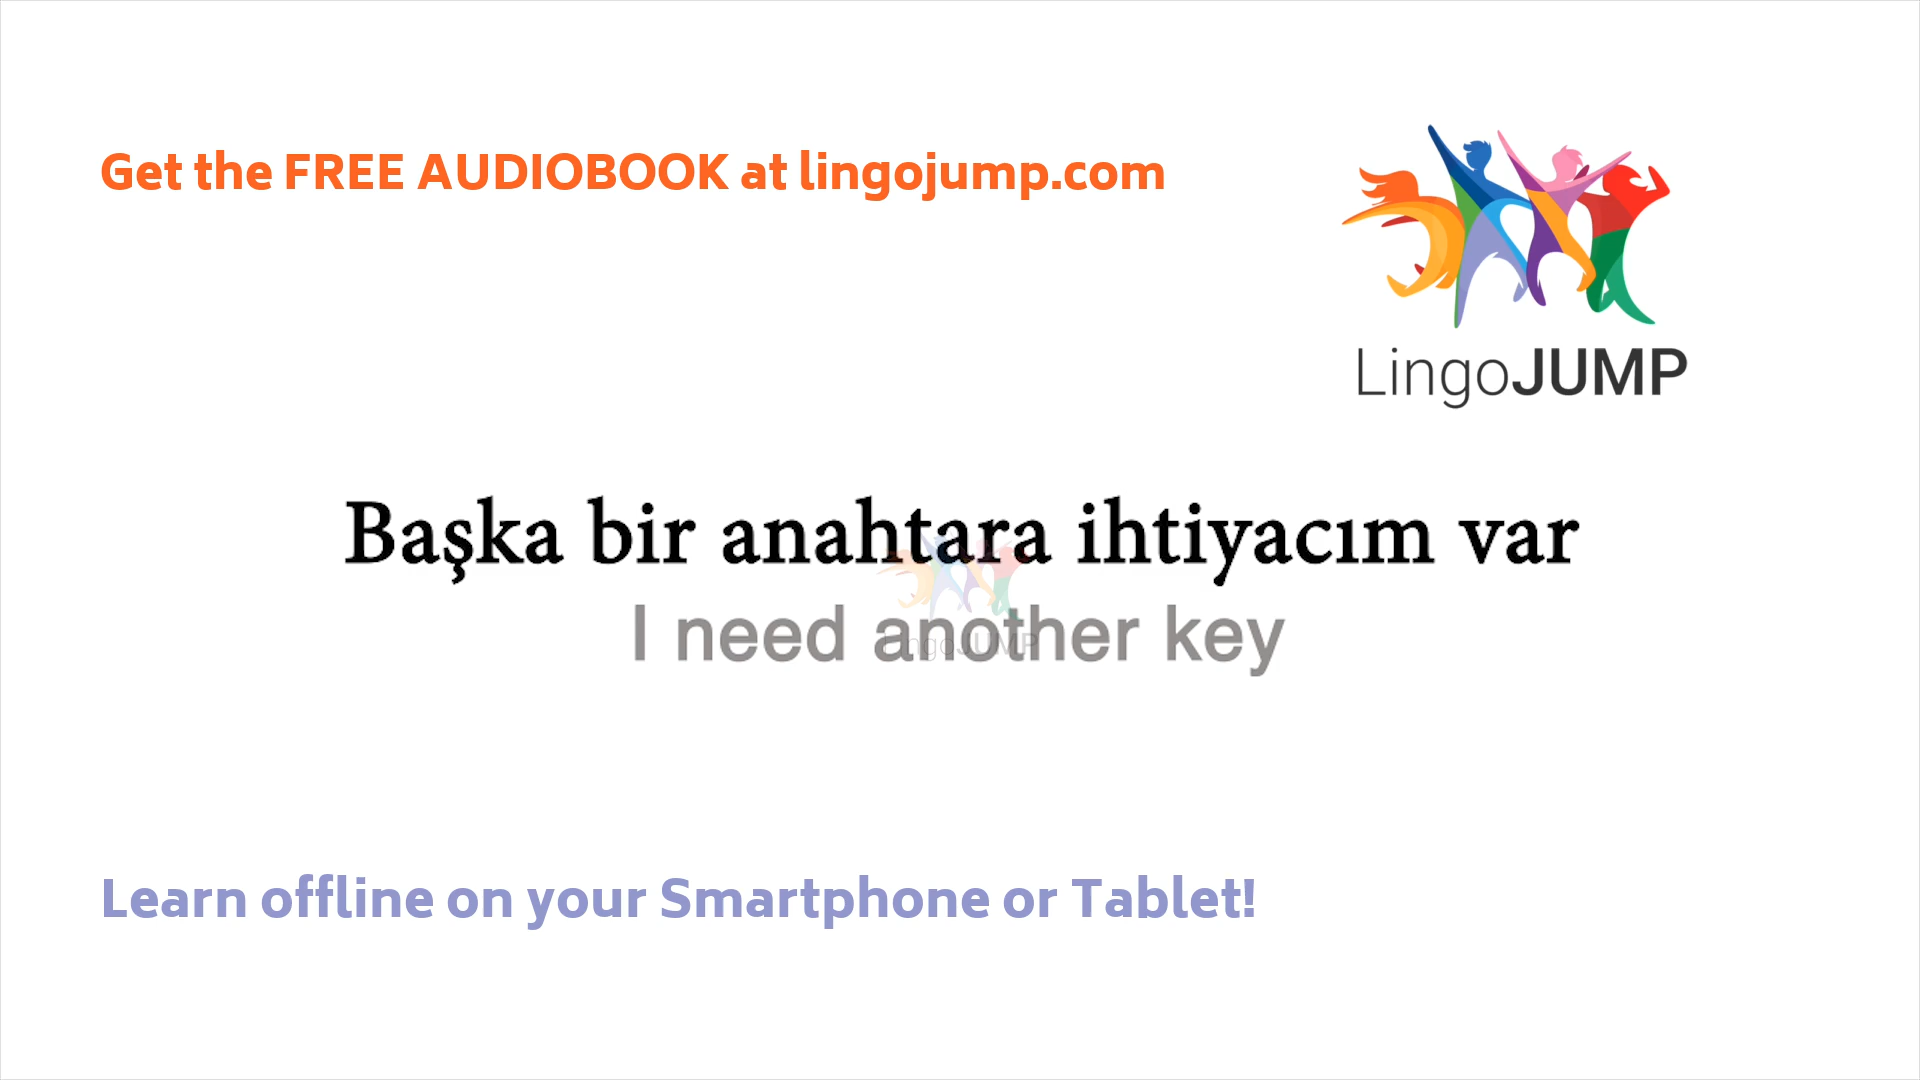 Get the FREE AUDIOBOOK at lingojump.com
LingoJUMP
Başka bir anahtara ihtiyacım var
I need another key
LingoJUMP
Learn offline on your Smartphone or Tablet!